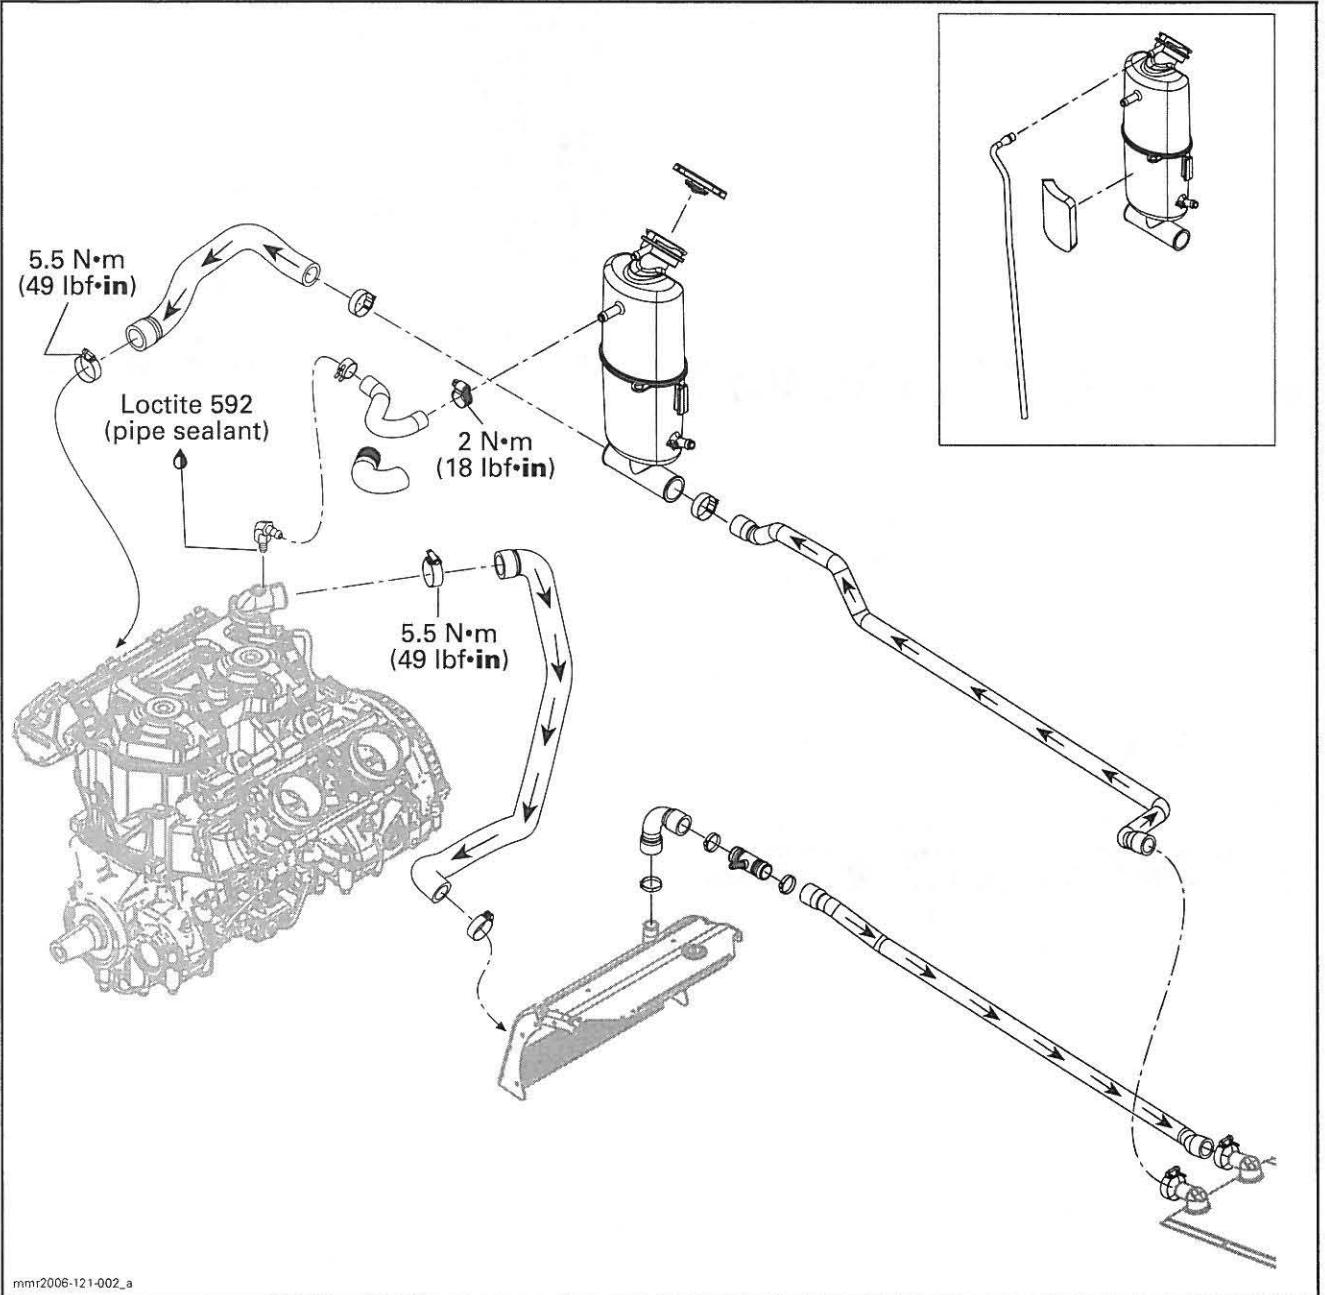 5.5 N•m
(49 lbf•in)
Loctite 592
(pipe sealant)
2 N•m
(18 lbf•in)
5.5 N•m
(49 lbf•in)
mmr2006-121-002_a